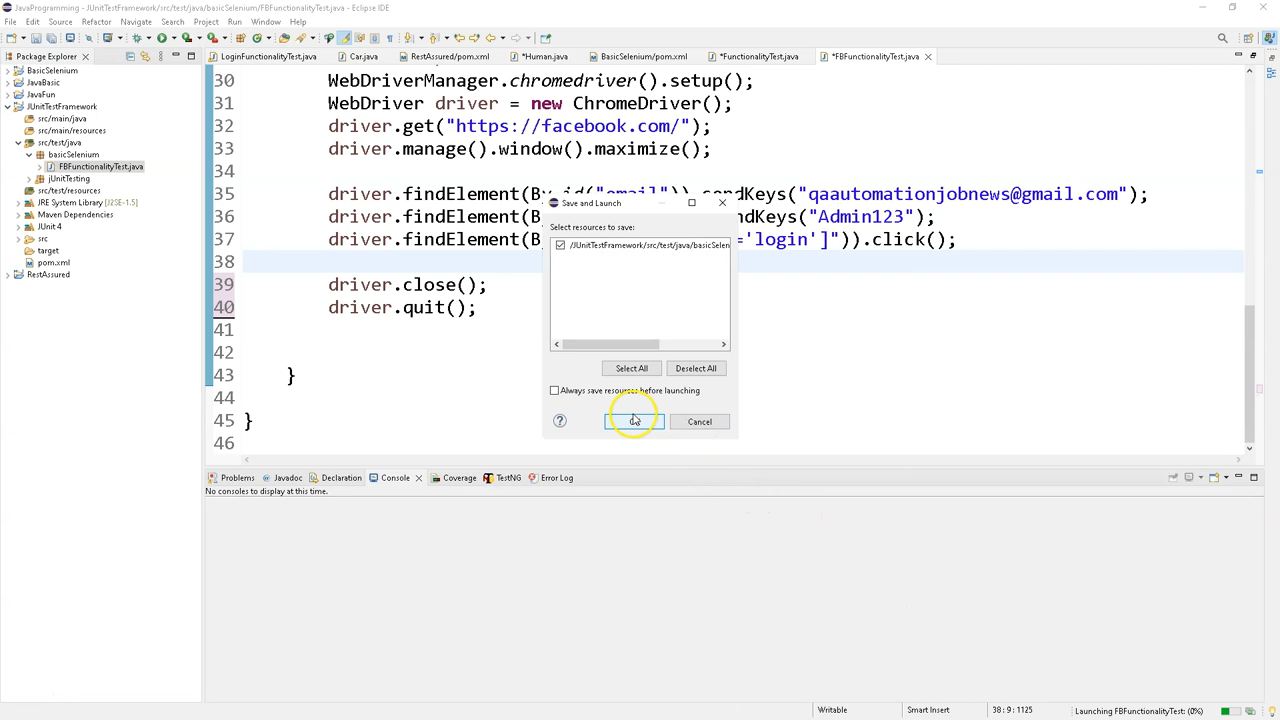 JavaProgramming - JUnitTestFramework/src/test/java/basicSelenium/FBFunctionalityTest.java - Eclipse IDE
File Edit Source Refactor Navigate Search Project Run Window Help
Package Explorer
LoginFunctionalityTest.java Car.java RestAssured/pom.xml *Human.java BasicSelenium/pom.xml *FunctionalityTest.java *FBFunctionalityTest.java
BasicSelenium
JavaBasic
JavaFun
JUnitTestFramework
src/main/java
src/main/resources
src/test/java
basicSelenium
FBFunctionalityTest.java
jUnitTesting
src/test/resources
JRE System Library [J2SE-1.5]
Maven Dependencies
JUnit 4
src
target
pom.xml
RestAssured
30 WebDriverManager.chromedriver().setup();
31 WebDriver driver = new ChromeDriver();
32 driver.get("https://facebook.com/");
33 driver.manage().window().maximize();
34
35 driver.findElement(By.id("email")).sendKeys("qaautomationjobnews@gmail.com");
36 driver.findElement(B ndKeys("Admin123");
37 driver.findElement(B ='login']")).click();
38
39 driver.close();
40 driver.quit();
41
42
43 }
44
45 }
46
Save and Launch
Select resources to save:
/JUnitTestFramework/src/test/java/basicSelen
Select All Deselect All
Always save resources before launching
Cancel
Problems Javadoc Declaration Console Coverage TestNG Error Log
No consoles to display at this time.
Writable Smart Insert 38 : 9 : 1125 Launching FBFunctionalityTest: (0%)